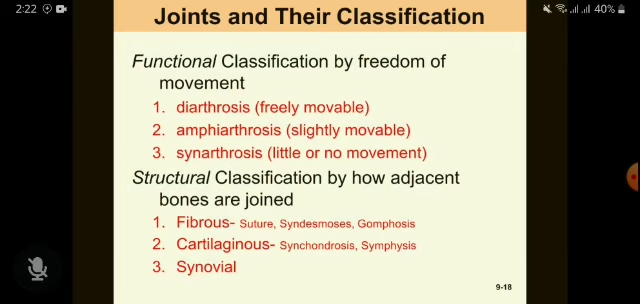 2:22 40%
Joints and Their Classification
Functional Classification by freedom of
movement
1. diarthrosis (freely movable)
2. amphiarthrosis (slightly movable)
3. synarthrosis (little or no movement)
Structural Classification by how adjacent
bones are joined
1. Fibrous- Suture, Syndesmoses, Gomphosis
2. Cartilaginous- Synchondrosis, Symphysis
3. Synovial
9-18